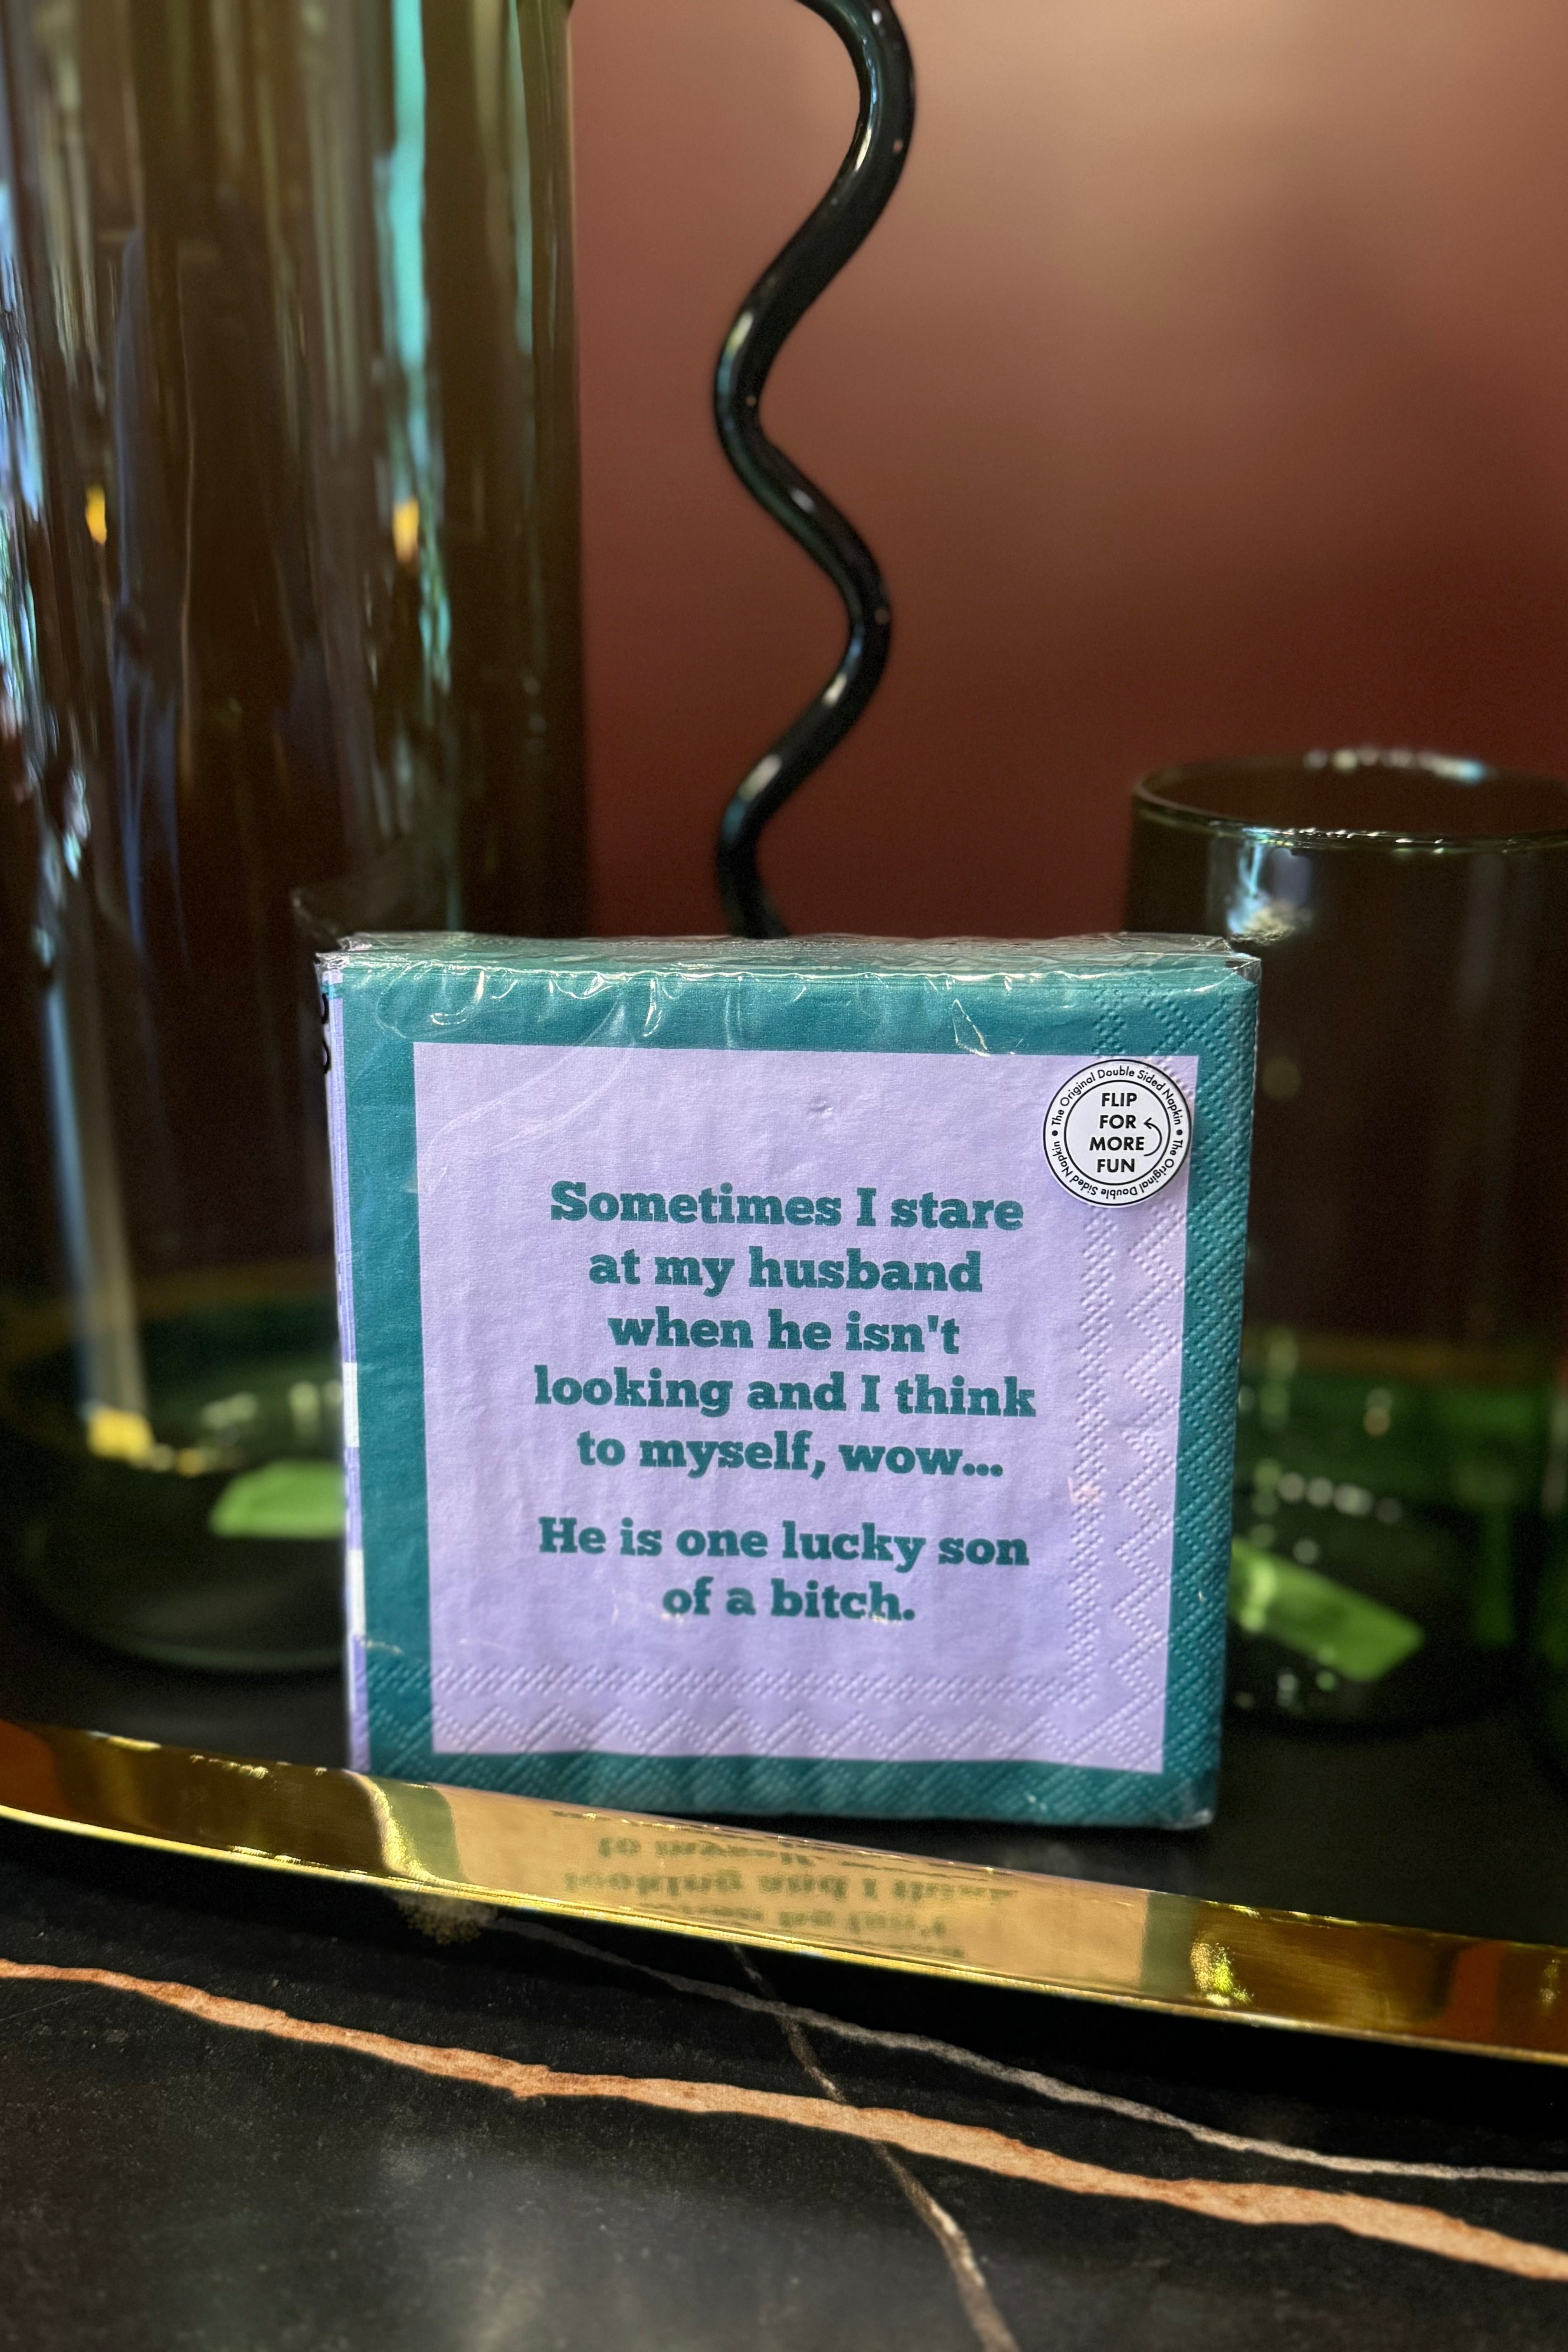 The Original Double Sided Napkin • The Original Double Sided Napkin •
FLIP
FOR
MORE
FUN
Sometimes I stare
at my husband
when he isn't
looking and I think
to myself, wow...
He is one lucky son
of a bitch.